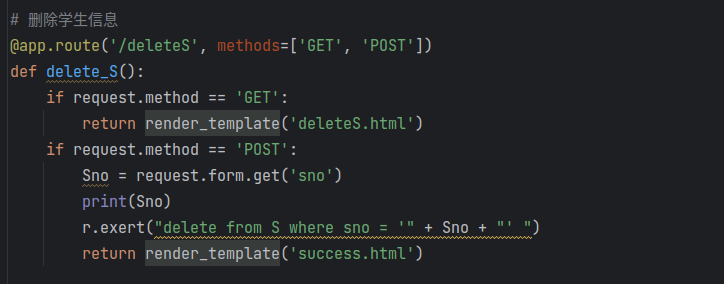 # 删除学生信息
@app.route('/deleteS', methods=['GET', 'POST'])
def delete_S():
    if request.method == 'GET':
        return render_template('deleteS.html')
    if request.method == 'POST':
        Sno = request.form.get('sno')
        print(Sno)
        r.exert("delete from S where sno = '" + Sno + "' ")
        return render_template('success.html')